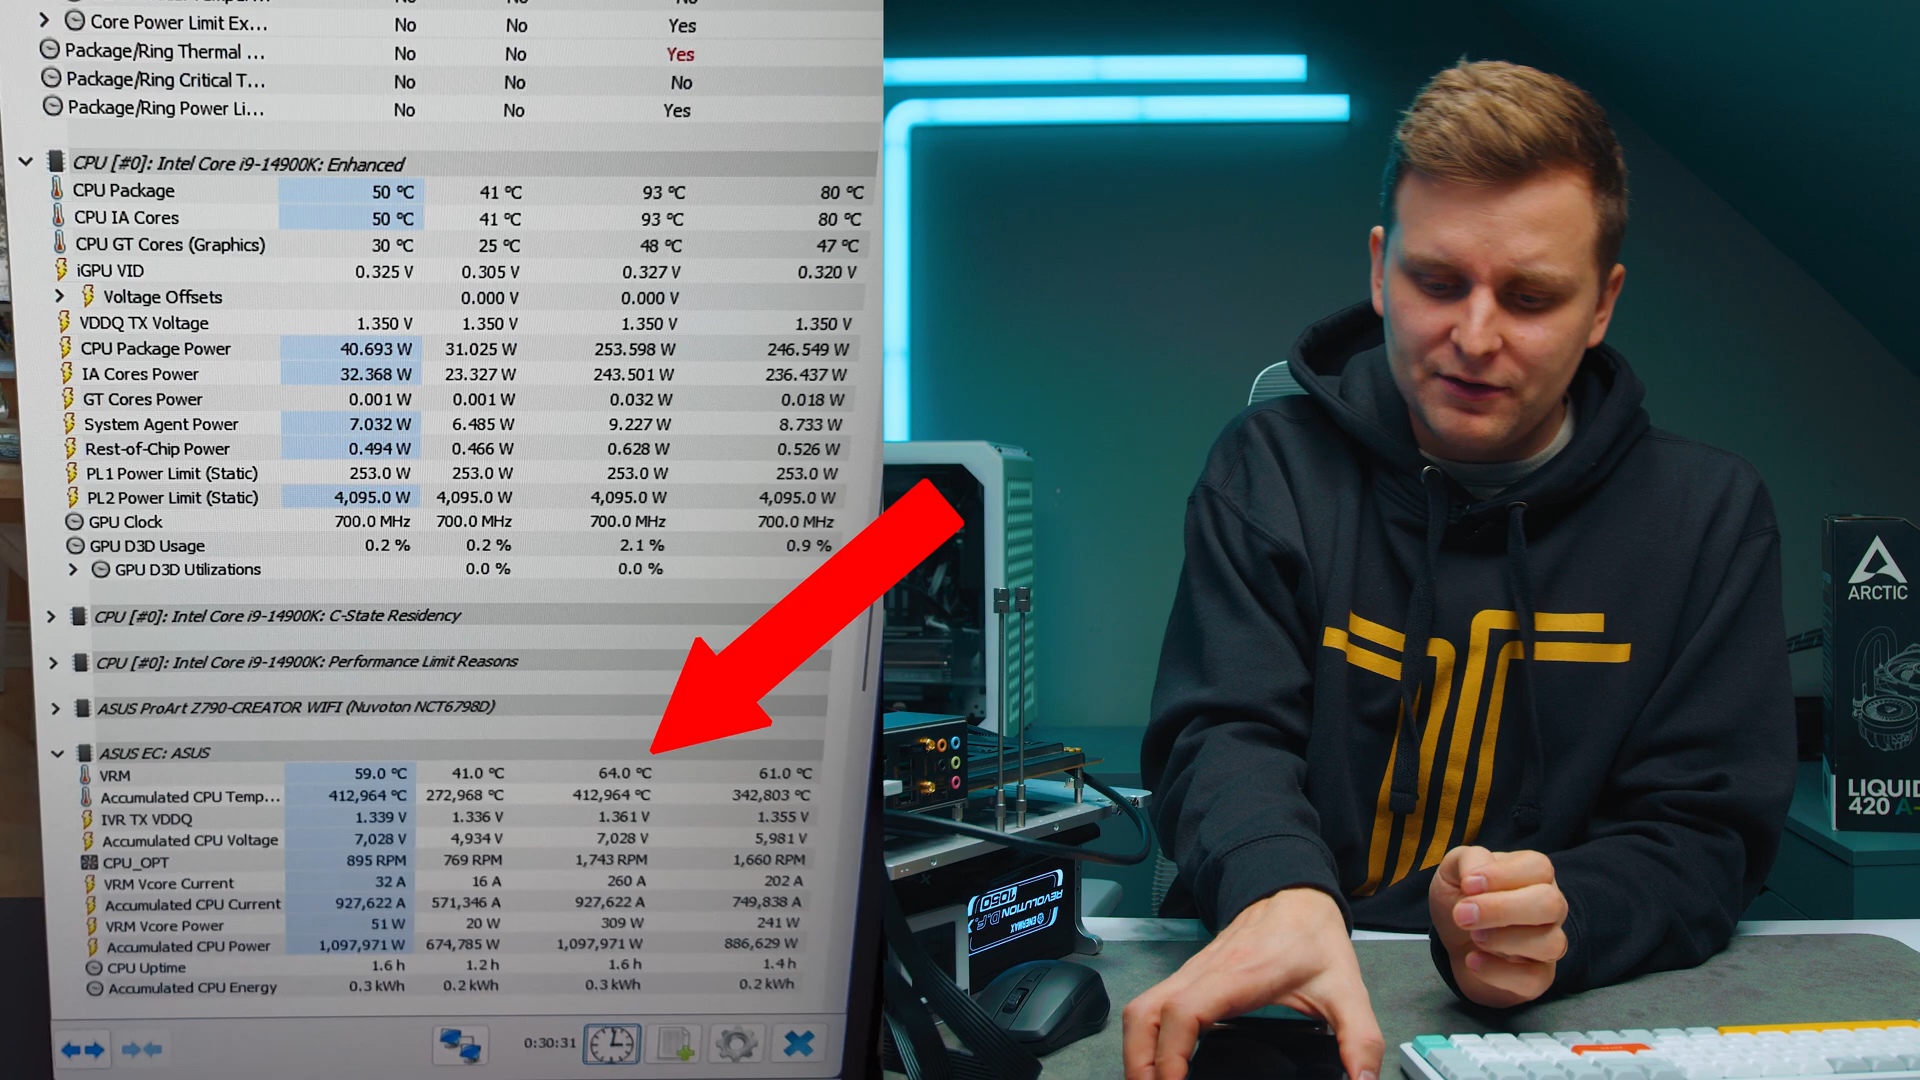 No No Yes
Core Power Limit Ex... No No Yes
Package/Ring Thermal ... No No Yes
Package/Ring Critical T... No No No
Package/Ring Power Li... No No Yes
CPU [#0]: Intel Core i9-14900K: Enhanced
CPU Package 50 °C 41 °C 93 °C 80 °C
CPU IA Cores 50 °C 41 °C 93 °C 80 °C
CPU GT Cores (Graphics) 30 °C 25 °C 48 °C 47 °C
iGPU VID 0.325 V 0.305 V 0.327 V 0.320 V
Voltage Offsets 0.000 V 0.000 V
VDDQ TX Voltage 1.350 V 1.350 V 1.350 V 1.350 V
CPU Package Power 40.693 W 31.025 W 253.598 W 246.549 W
IA Cores Power 32.368 W 23.327 W 243.501 W 236.437 W
GT Cores Power 0.001 W 0.001 W 0.032 W 0.018 W
System Agent Power 7.032 W 6.485 W 9.227 W 8.733 W
Rest-of-Chip Power 0.494 W 0.466 W 0.628 W 0.526 W
PL1 Power Limit (Static) 253.0 W 253.0 W 253.0 W 253.0 W
PL2 Power Limit (Static) 4,095.0 W 4,095.0 W 4,095.0 W 4,095.0 W
GPU Clock 700.0 MHz 700.0 MHz 700.0 MHz 700.0 MHz
GPU D3D Usage 0.2 % 0.2 % 2.1 % 0.9 %
GPU D3D Utilizations 0.0 % 0.0 %
CPU [#0]: Intel Core i9-14900K: C-State Residency
CPU [#0]: Intel Core i9-14900K: Performance Limit Reasons
ASUS ProArt Z790-CREATOR WIFI (Nuvoton NCT6798D)
ASUS EC: ASUS
VRM 59.0 °C 41.0 °C 64.0 °C 61.0 °C
Accumulated CPU Temp... 412,964 °C 272,968 °C 412,964 °C 342,803 °C
IVR TX VDDQ 1.339 V 1.336 V 1.361 V 1.355 V
Accumulated CPU Voltage 7,028 V 4,934 V 7,028 V 5,981 V
CPU_OPT 895 RPM 769 RPM 1,743 RPM 1,660 RPM
VRM Vcore Current 32 A 16 A 260 A 202 A
Accumulated CPU Current 927,622 A 571,346 A 927,622 A 749,838 A
VRM Vcore Power 51 W 20 W 309 W 241 W
Accumulated CPU Power 1,097,971 W 674,785 W 1,097,971 W 886,629 W
CPU Uptime 1.6 h 1.2 h 1.6 h 1.4 h
Accumulated CPU Energy 0.3 kWh 0.2 kWh 0.3 kWh 0.2 kWh
0:30:31
ARCTIC
LIQUID
420 A-
ENERMAX
REVOLUTION D.F.X
1050